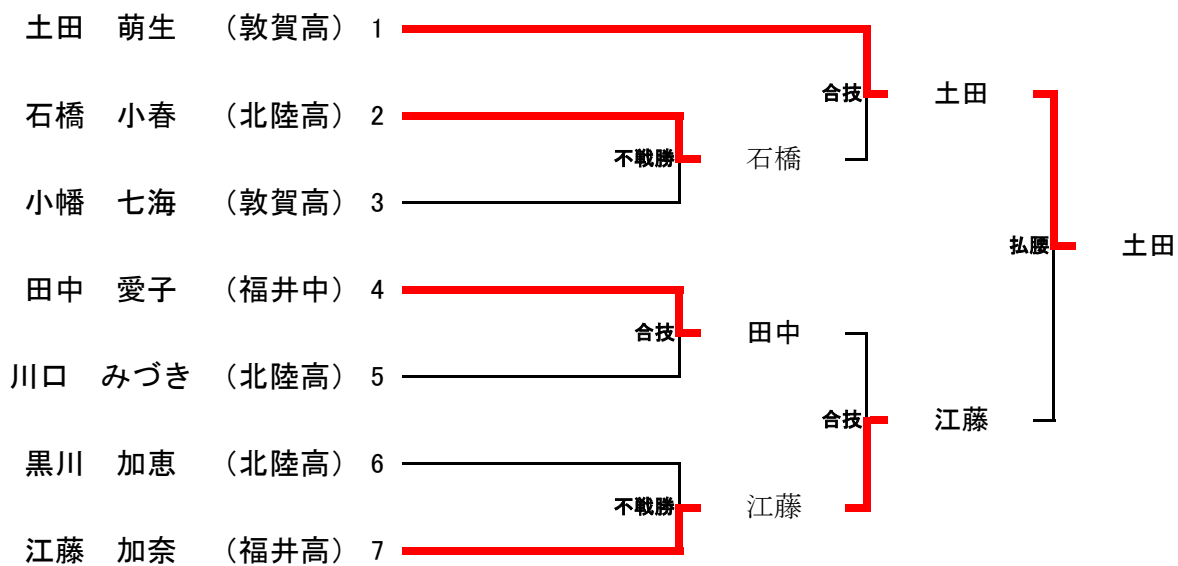 土田　萌生　（敦賀高）　1
合技　土田
石橋　小春　（北陸高）　2
不戦勝　石橋
小幡　七海　（敦賀高）　3
払腰　土田
田中　愛子　（福井中）　4
合技　田中
川口　みづき　（北陸高）　5
合技　江藤
黒川　加恵　（北陸高）　6
不戦勝　江藤
江藤　加奈　（福井高）　7